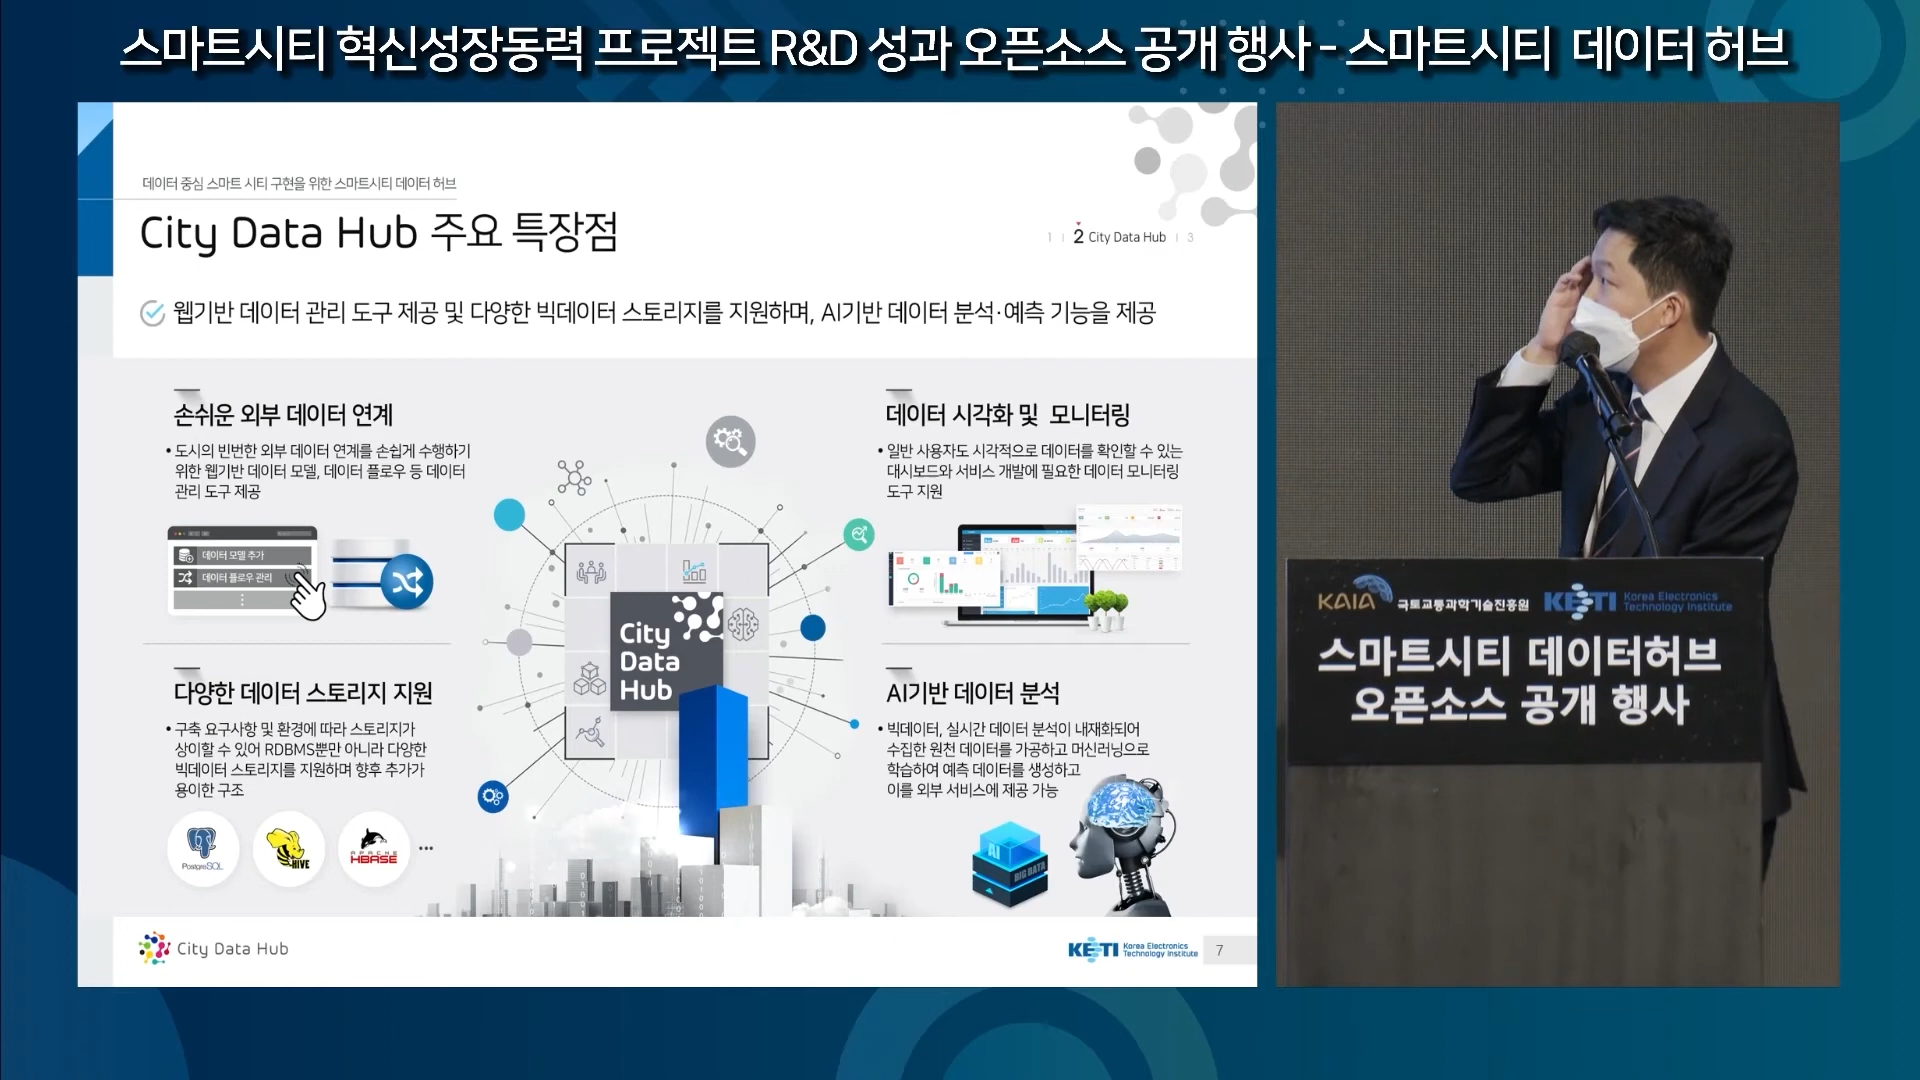 스마트시티 혁신성장동력 프로젝트 R&D 성과 오픈소스 공개 행사 - 스마트시티 데이터 허브
데이터 중심 스마트 시티 구현을 위한 스마트시티 데이터 허브
City Data Hub 주요 특장점
1 | 2 City Data Hub | 3
웹기반 데이터 관리 도구 제공 및 다양한 빅데이터 스토리지를 지원하며, AI기반 데이터 분석·예측 기능을 제공
손쉬운 외부 데이터 연계
• 도시의 빈번한 외부 데이터 연계를 손쉽게 수행하기
위한 웹기반 데이터 모델, 데이터 플로우 등 데이터
관리 도구 제공
데이터 모델 추가
데이터 플로우 관리
다양한 데이터 스토리지 지원
• 구축 요구사항 및 환경에 따라 스토리지가
상이할 수 있어 RDBMS뿐만 아니라 다양한
빅데이터 스토리지를 지원하며 향후 추가가
용이한 구조
PostgreSQL
HIVE
APACHE
HBASE
...
City
Data
Hub
데이터 시각화 및 모니터링
• 일반 사용자도 시각적으로 데이터를 확인할 수 있는
대시보드와 서비스 개발에 필요한 데이터 모니터링
도구 지원
AI기반 데이터 분석
• 빅데이터, 실시간 데이터 분석이 내재화되어
수집한 원천 데이터를 가공하고 머신러닝으로
학습하여 예측 데이터를 생성하고
이를 외부 서비스에 제공 가능
AI
BIG DATA
City Data Hub
KETI Korea Electronics
Technology Institute
7
KAIA 국토교통과학기술진흥원
KETI Korea Electronics
Technology Institute
스마트시티 데이터허브
오픈소스 공개 행사